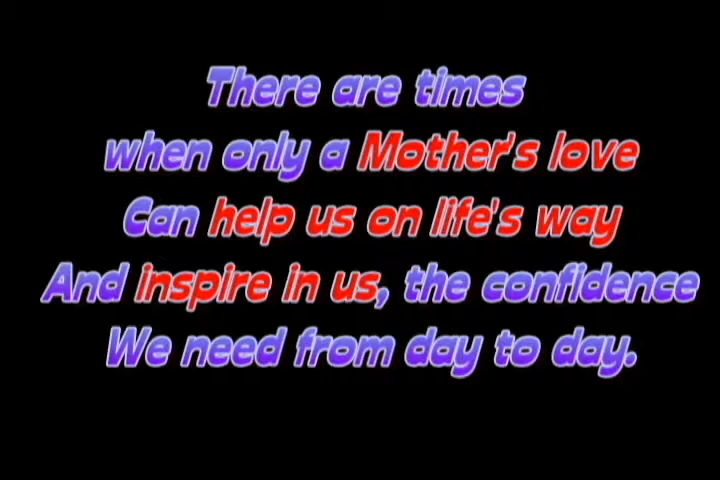 There are times
when only a Mother's love
Can help us on life's way
And inspire in us, the confidence
We need from day to day.